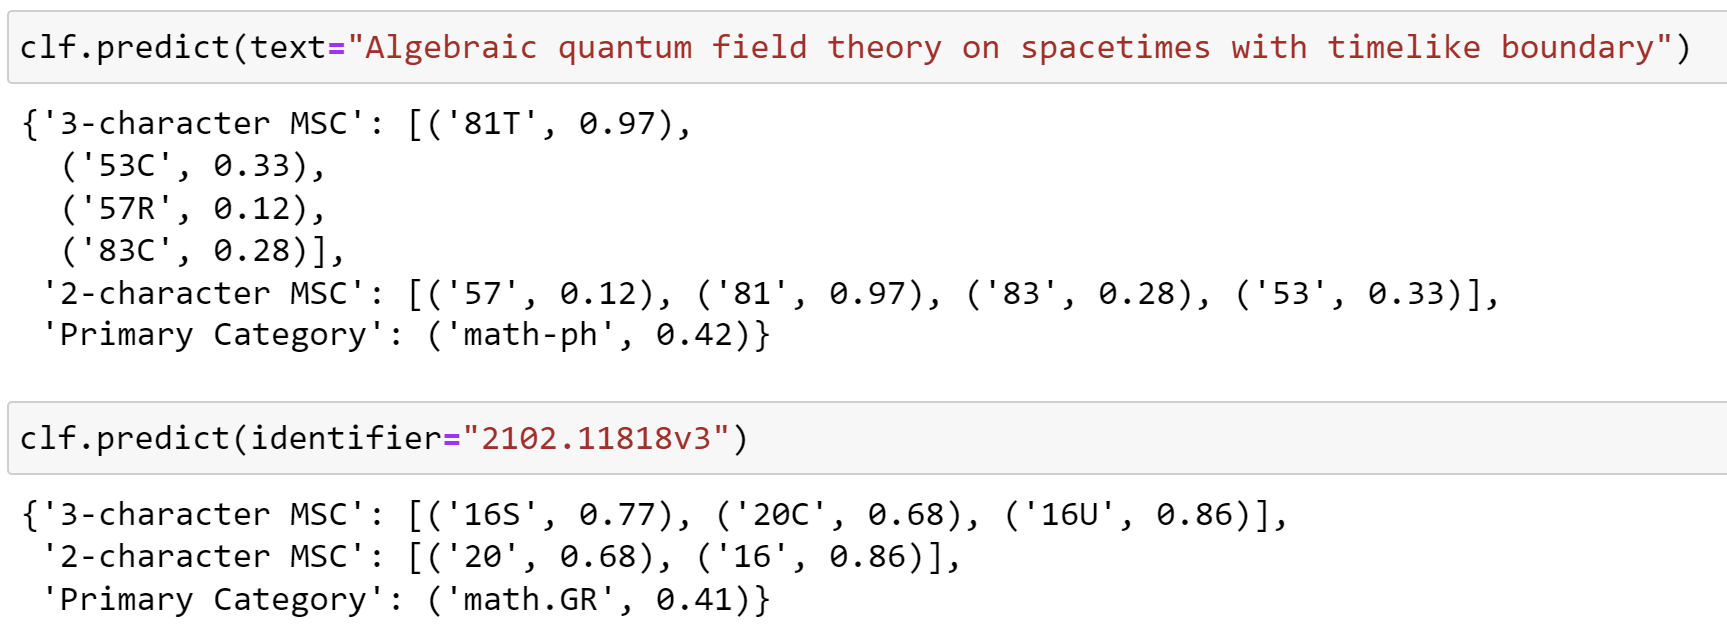 clf.predict(text="Algebraic quantum field theory on spacetimes with timelike boundary")
{'3-character MSC': [('81T', 0.97),
('53C', 0.33),
('57R', 0.12),
('83C', 0.28)],
'2-character MSC': [('57', 0.12), ('81', 0.97), ('83', 0.28), ('53', 0.33)],
'Primary Category': ('math-ph', 0.42)}
clf.predict(identifier="2102.11818v3")
{'3-character MSC': [('16S', 0.77), ('20C', 0.68), ('16U', 0.86)],
'2-character MSC': [('20', 0.68), ('16', 0.86)],
'Primary Category': ('math.GR', 0.41)}